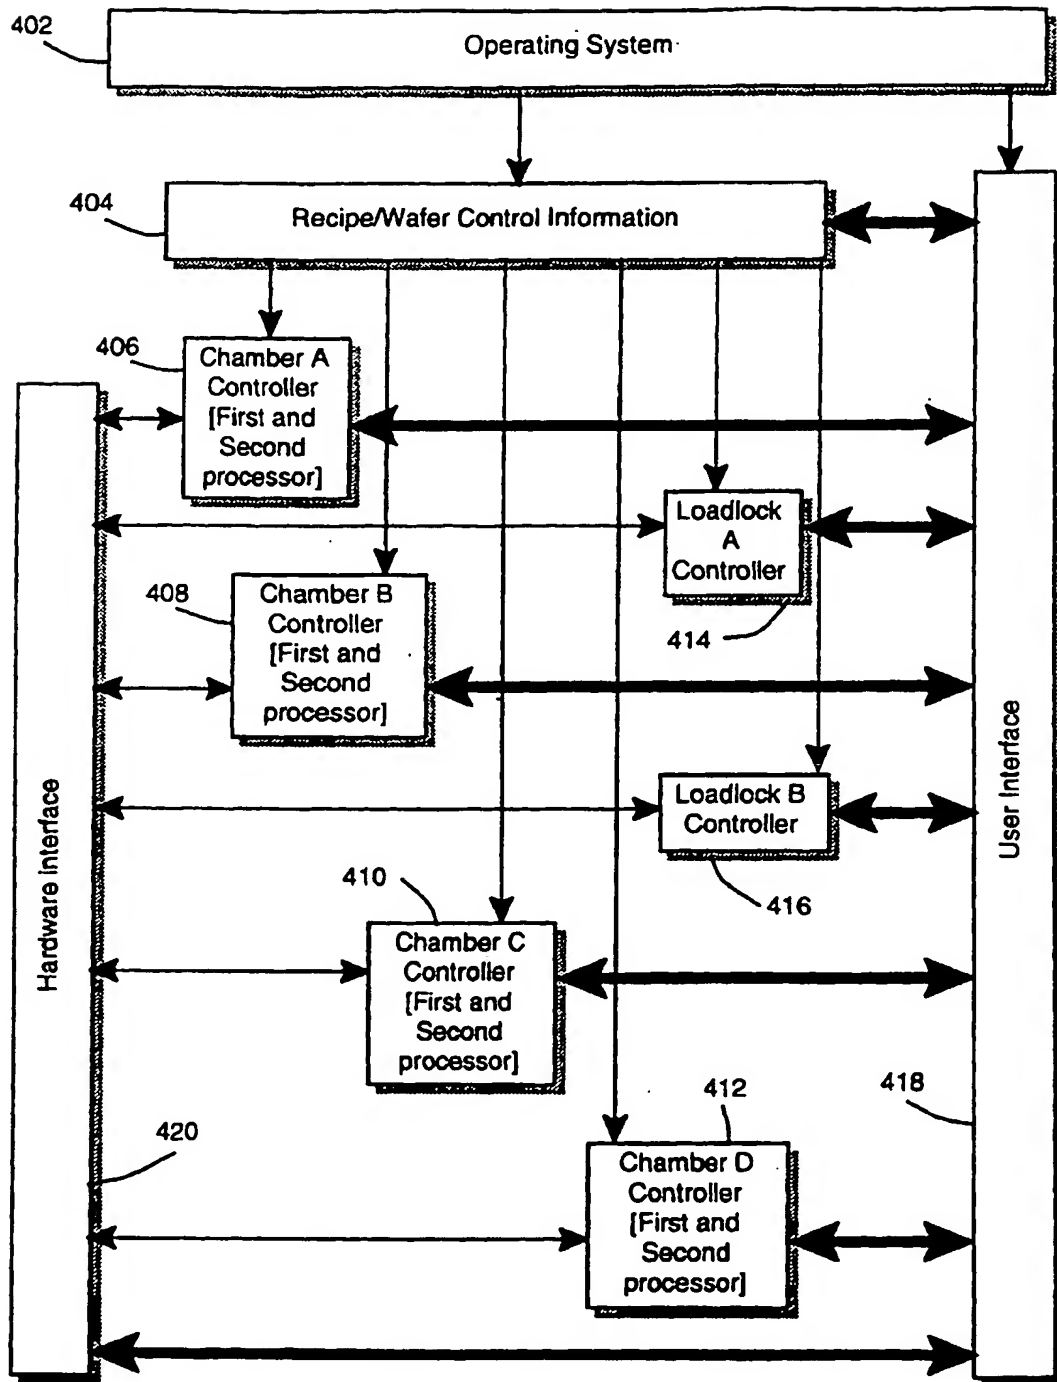 402
Operating System
404
Recipe/Wafer Control Information
406
Chamber A
Controller
[First and
Second
processor]
Loadlock
A
Controller
414
408
Chamber B
Controller
[First and
Second
processor]
Hardware Interface
User Interface
Loadlock B
Controller
416
410
Chamber C
Controller
[First and
Second
processor]
418
412
420
Chamber D
Controller
[First and
Second
processor]